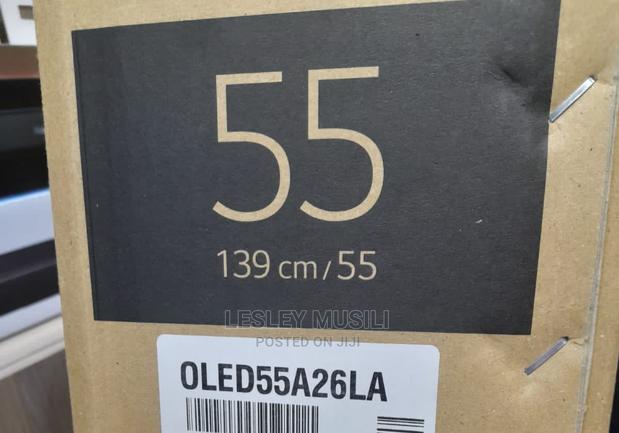 55
139 cm / 55
LESLEY MUSILI
POSTED ON JIJI
OLED55A26LA